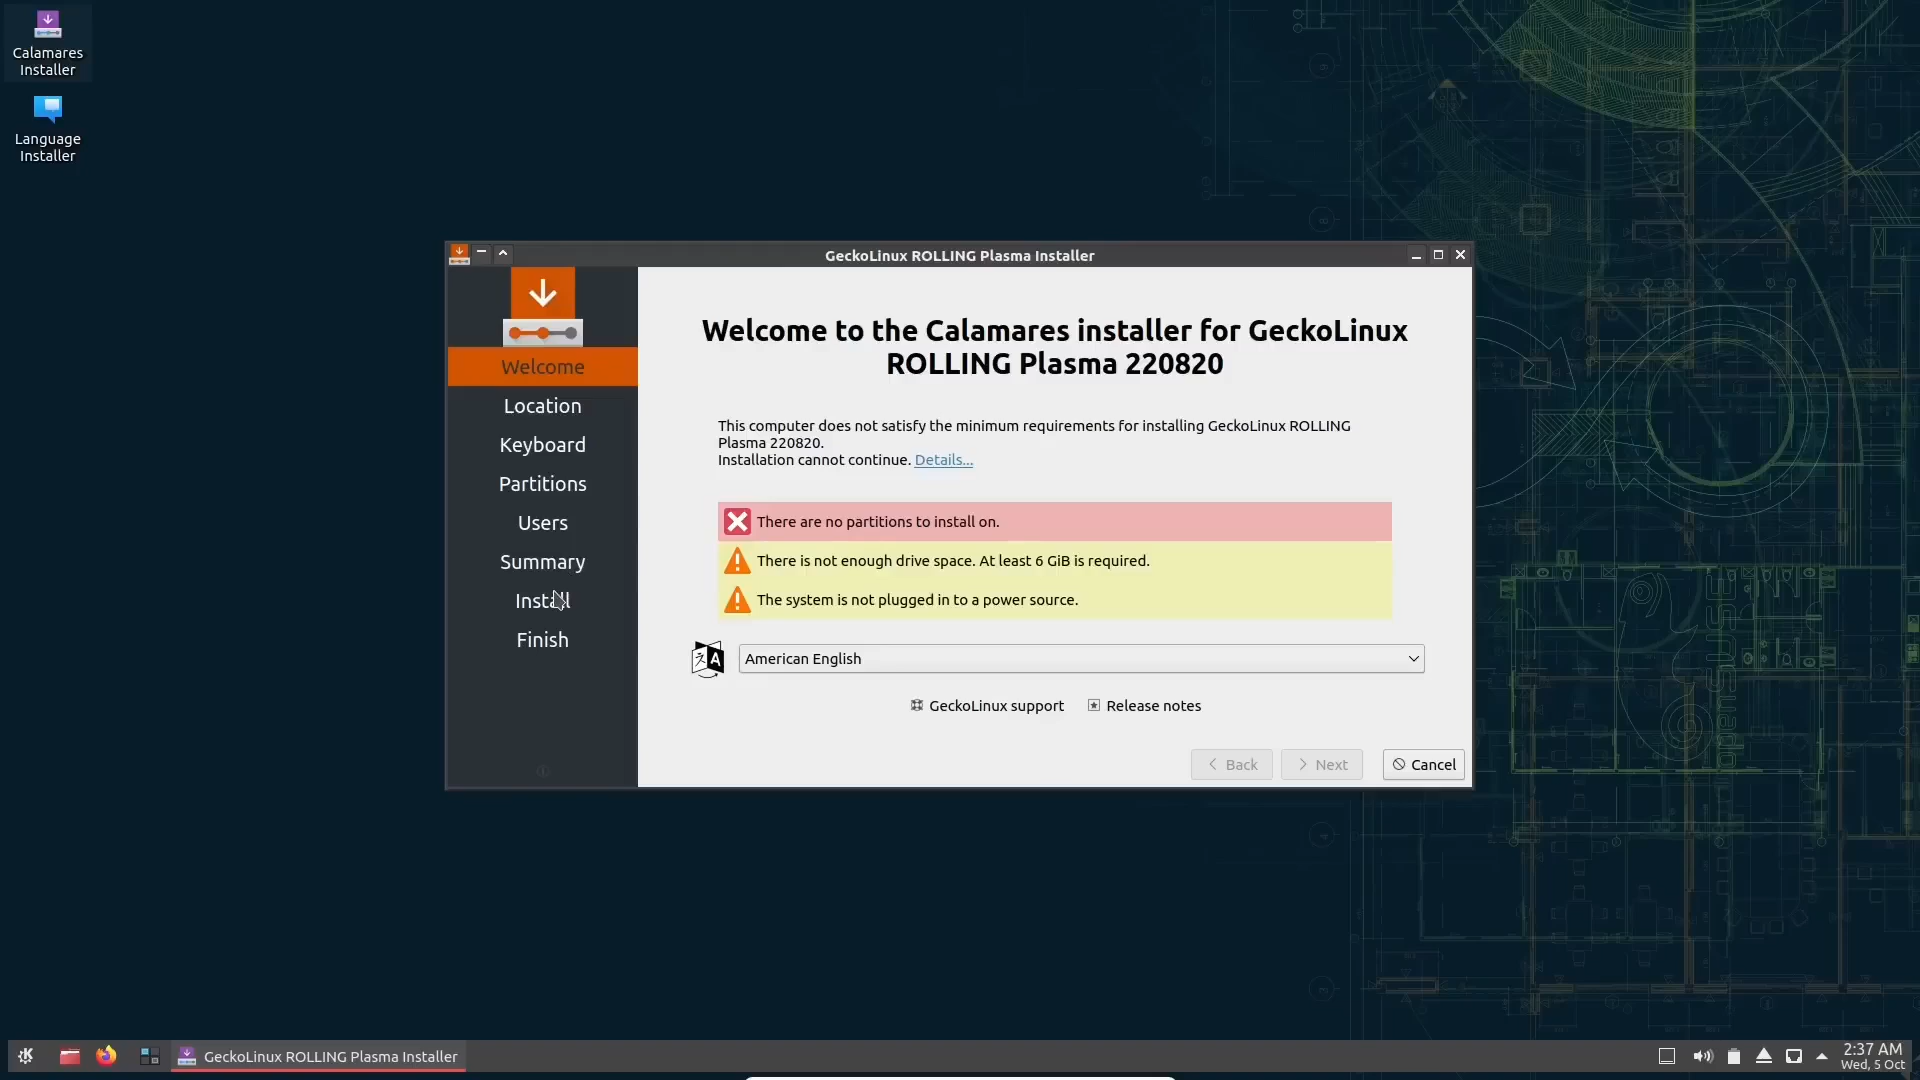 Calamares
Installer
Language
Installer
GeckoLinux ROLLING Plasma Installer
Welcome
Location
Keyboard
Partitions
Users
Summary
Install
Finish
Welcome to the Calamares installer for GeckoLinux
ROLLING Plasma 220820
This computer does not satisfy the minimum requirements for installing GeckoLinux ROLLING
Plasma 220820.
Installation cannot continue. Details...
There are no partitions to install on.
There is not enough drive space. At least 6 GiB is required.
The system is not plugged in to a power source.
American English
GeckoLinux support
Release notes
Back
Next
Cancel
openSUSE
GeckoLinux ROLLING Plasma Installer
2:37 AM
Wed, 5 Oct